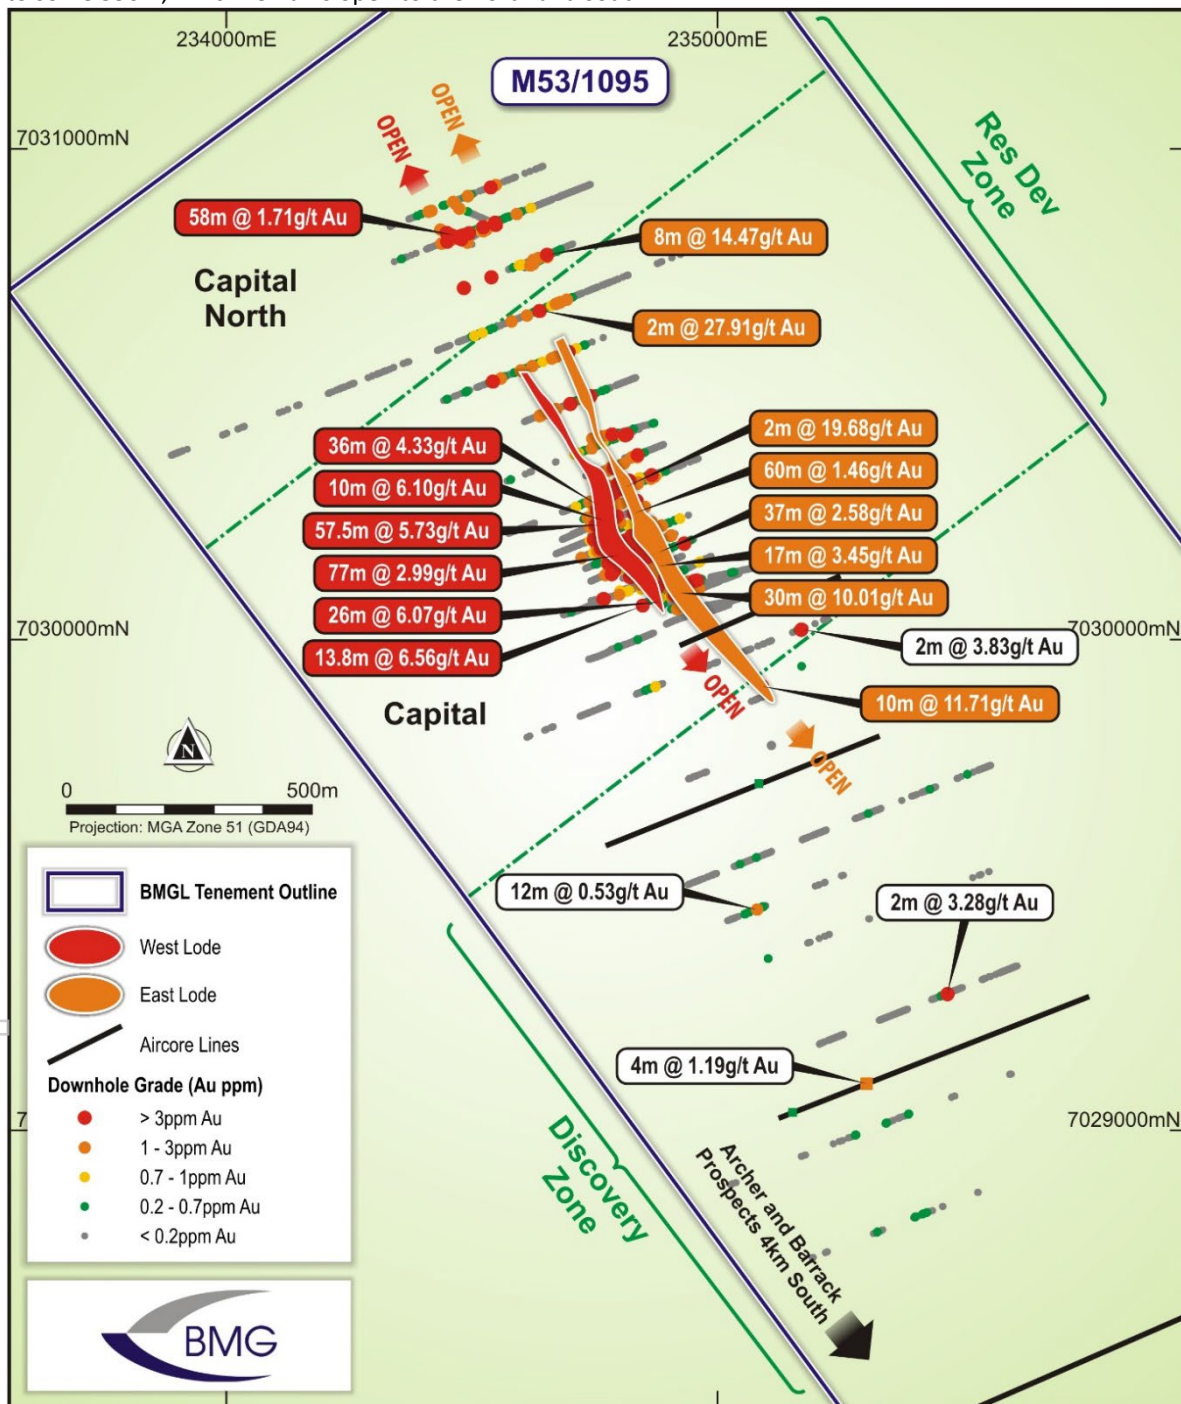 234000mE
235000mE
M53/1095
7031000mN
OPEN
OPEN
Res Dev
Zone
58m @ 1.71g/t Au
8m @ 14.47g/t Au
Capital
North
2m @ 27.91g/t Au
36m @ 4.33g/t Au
2m @ 19.68g/t Au
10m @ 6.10g/t Au
60m @ 1.46g/t Au
57.5m @ 5.73g/t Au
37m @ 2.58g/t Au
77m @ 2.99g/t Au
17m @ 3.45g/t Au
26m @ 6.07g/t Au
30m @ 10.01g/t Au
7030000mN
7030000mN
13.8m @ 6.56g/t Au
2m @ 3.83g/t Au
OPEN
10m @ 11.71g/t Au
Capital
OPEN
N
0
500m
Projection: MGA Zone 51 (GDA94)
BMGL Tenement Outline
West Lode
East Lode
Aircore Lines
Downhole Grade (Au ppm)
> 3ppm Au
1 - 3ppm Au
0.7 - 1ppm Au
0.2 - 0.7ppm Au
< 0.2ppm Au
12m @ 0.53g/t Au
2m @ 3.28g/t Au
4m @ 1.19g/t Au
7
7029000mN
Discovery
Zone
Archer and Barrack
Prospects 4km South
BMG